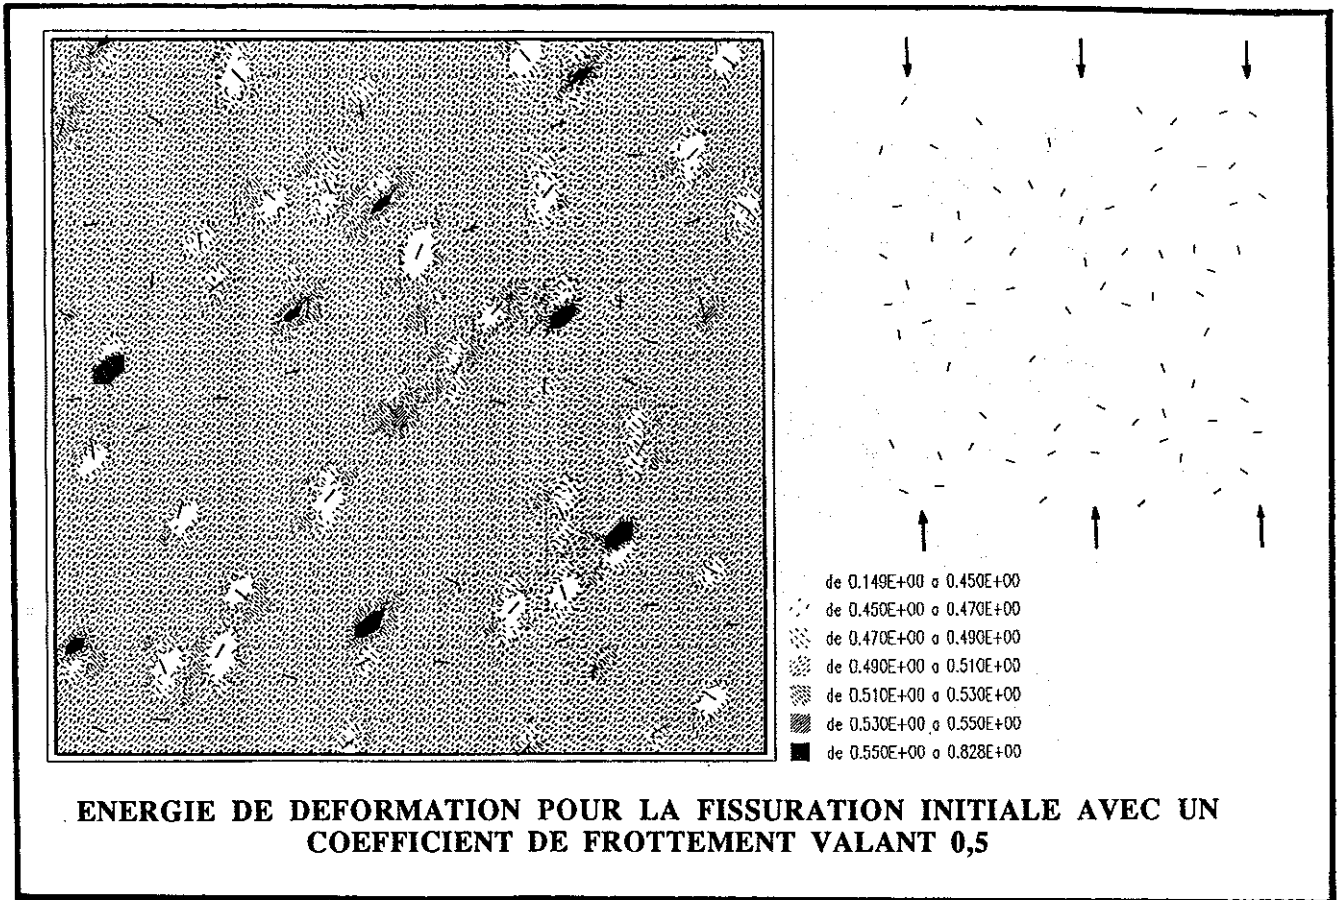 de 0.149E+00 a 0.450E+00
de 0.450E+00 a 0.470E+00
de 0.470E+00 a 0.490E+00
de 0.490E+00 a 0.510E+00
de 0.510E+00 a 0.530E+00
de 0.530E+00 a 0.550E+00
de 0.550E+00 a 0.828E+00
ENERGIE DE DEFORMATION POUR LA FISSURATION INITIALE AVEC UN
COEFFICIENT DE FROTTEMENT VALANT 0,5